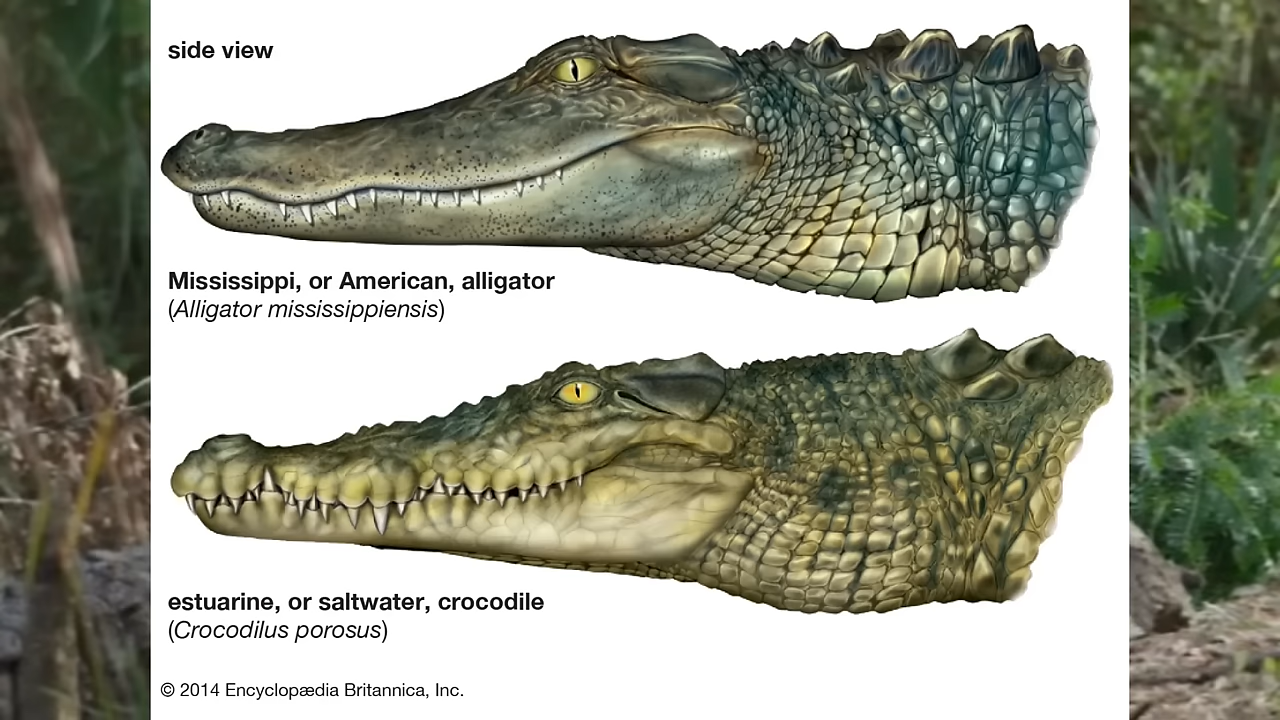 side view
Mississippi, or American, alligator
(Alligator mississippiensis)
estuarine, or saltwater, crocodile
(Crocodilus porosus)
© 2014 Encyclopædia Britannica, Inc.